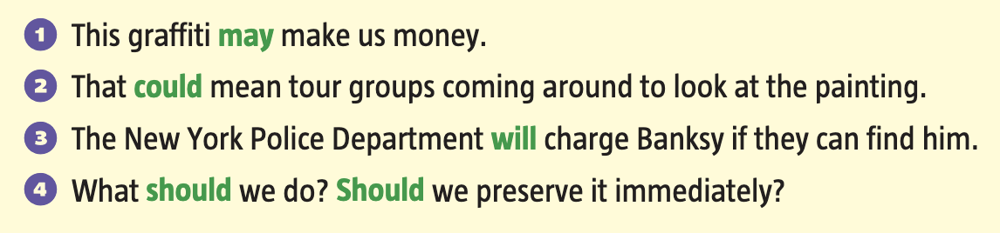 1 This graffiti may make us money.
2 That could mean tour groups coming around to look at the painting.
3 The New York Police Department will charge Banksy if they can find him.
4 What should we do? Should we preserve it immediately?